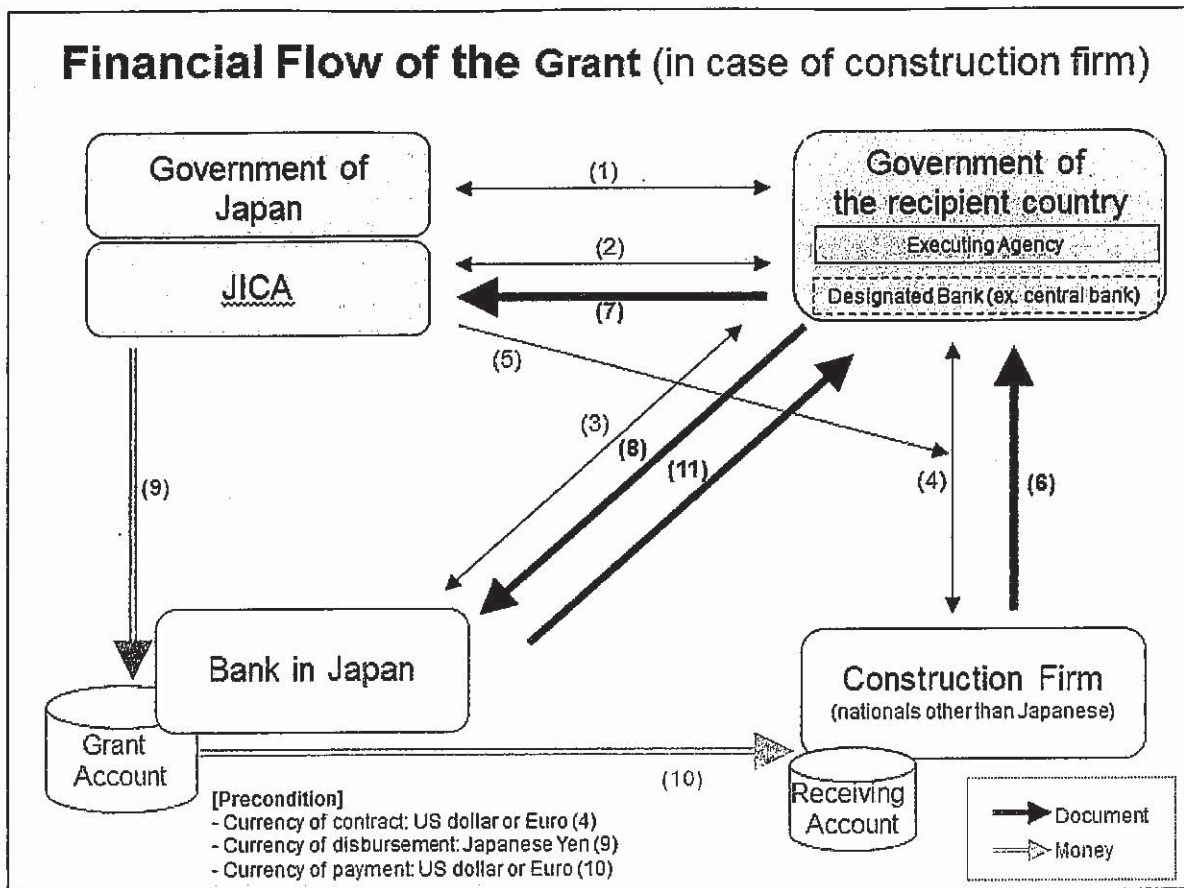 Financial Flow of the Grant (in case of construction firm)
Government of
Japan
JICA
(1)
(2)
(7)
Government of
the recipient country
Executing Agency
Designated Bank (ex. central bank)
(5)
(3)
(8)
(11)
(4)
(6)
(9)
Bank in Japan
Grant
Account
(10)
Construction Firm
(nationals other than Japanese)
Receiving
Account
[Precondition]
- Currency of contract: US dollar or Euro (4)
- Currency of disbursement: Japanese Yen (9)
- Currency of payment: US dollar or Euro (10)
Document
Money